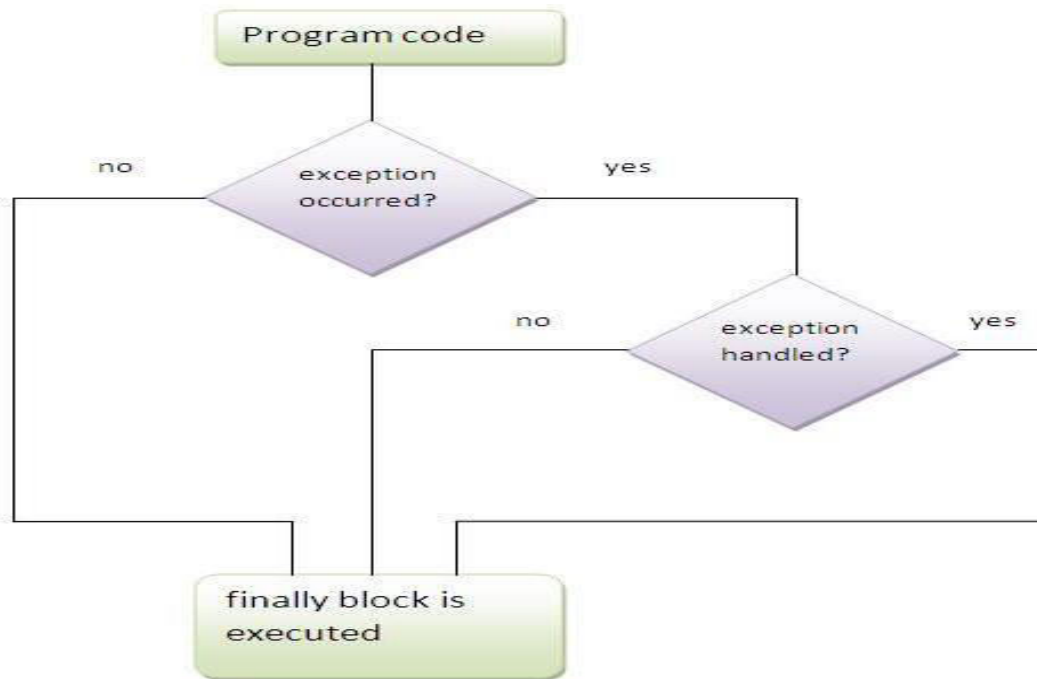 Program code
no
yes
exception
occurred?
no
yes
exception
handled?
finally block is
executed